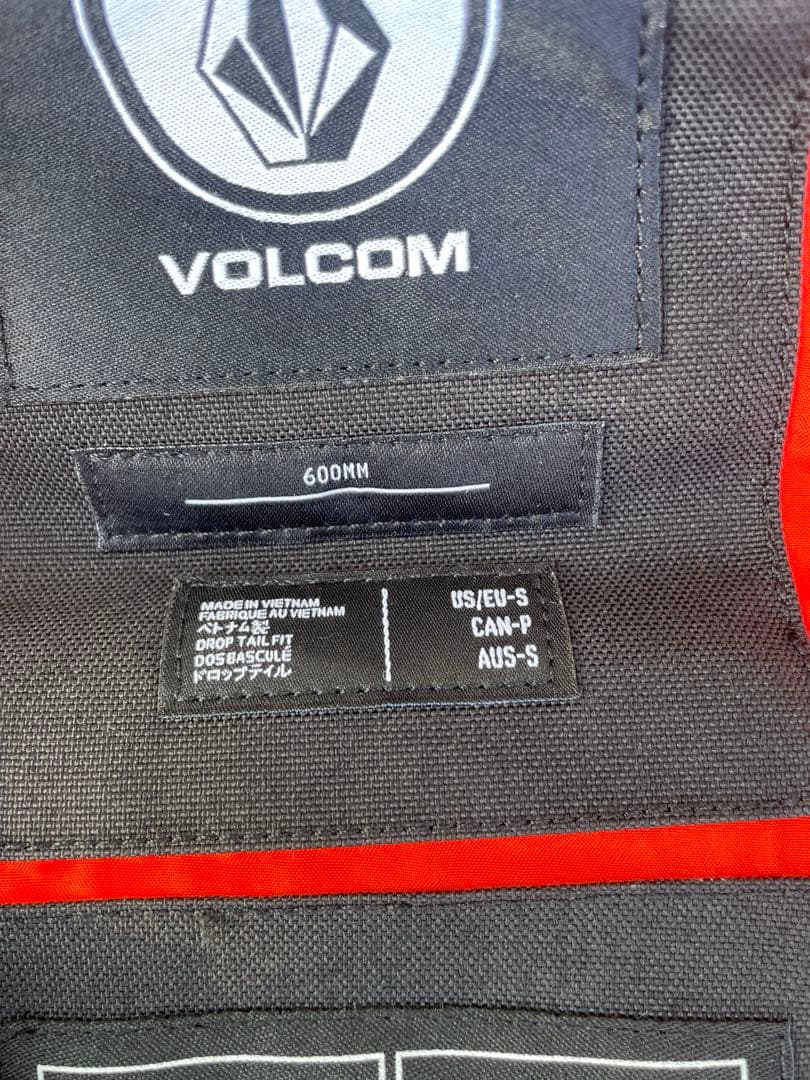 VOLCOM
600MM
MADE IN VIETNAM
FABRIQUE AU VIETNAM
ベトナム製
DROP TAIL FIT
DOS BASCULÉ
ドロップテイル
US/EU-S
CAN-P
AUS-S